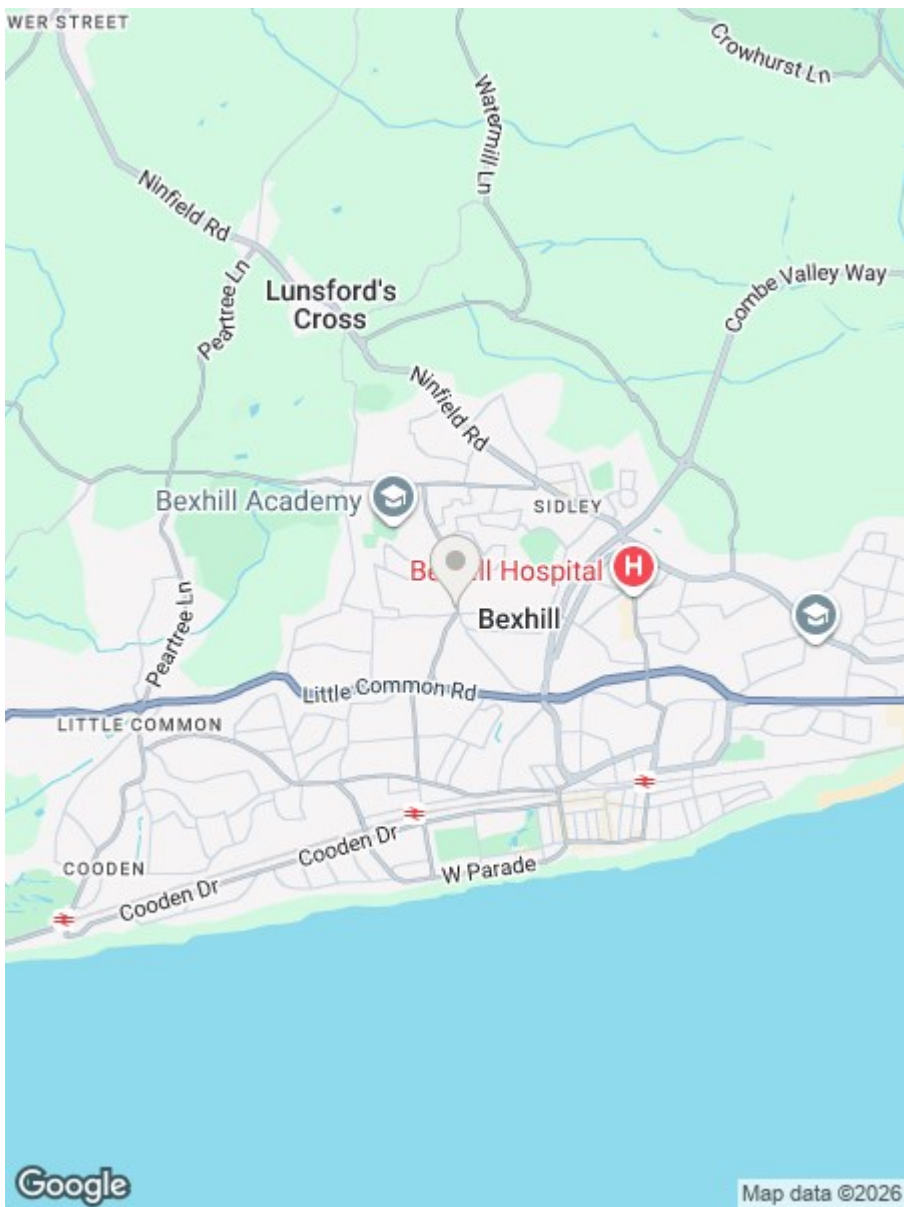 WER STREET
Crowhurst Ln
Watermill Ln
Ninfield Rd
Combe Valley Way
Peartree Ln
Lunsford's
Cross
Ninfield Rd
Bexhill Academy
SIDLEY
Hospital
H
Bexhill
Peartree Ln
Little Common Rd
LITTLE COMMON
Cooden Dr
COODEN
W Parade
Cooden Dr
Google
Map data ©2026